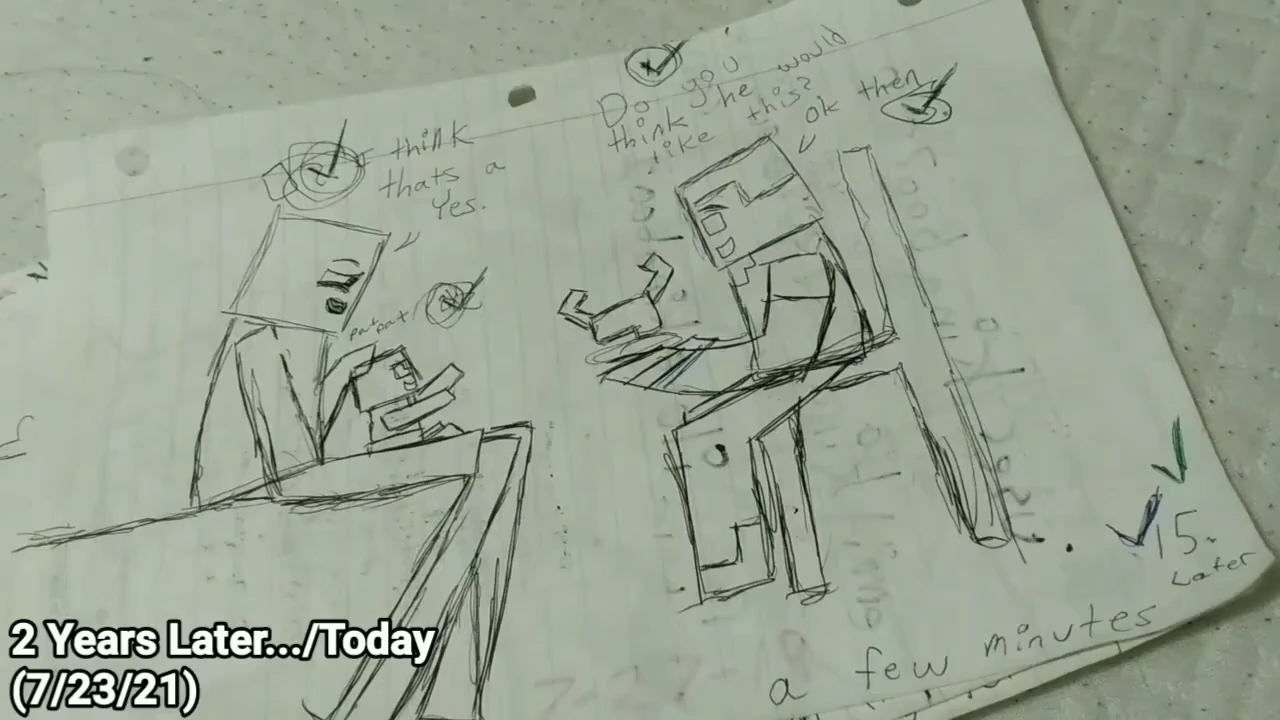 Do you
think he would
like this?
ok then
I think
thats a
Yes.
pat pat
15.
Later
a few minutes
2 Years Later.../Today
(7/23/21)